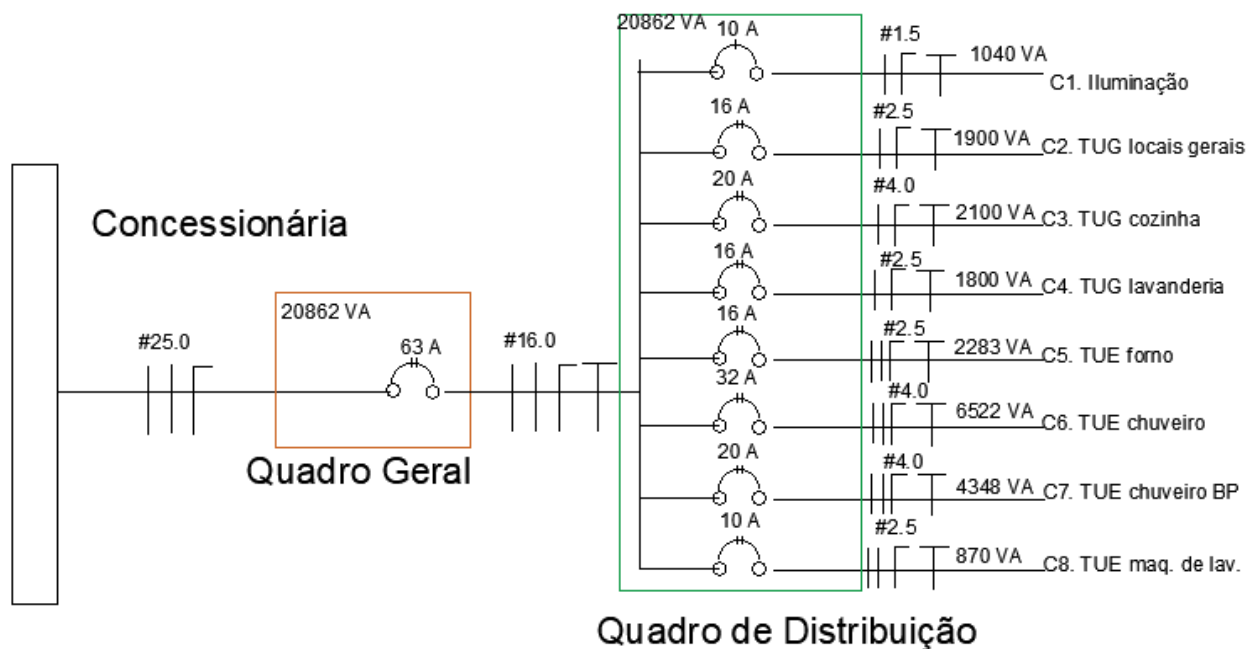 Concessionária
#25.0
20862 VA
63 A
Quadro Geral
#16.0
20862 VA
10 A
#1.5
1040 VA
C1. Iluminação
16 A
#2.5
1900 VA
C2. TUG locais gerais
20 A
#4.0
2100 VA
C3. TUG cozinha
16 A
#2.5
1800 VA
C4. TUG lavanderia
16 A
#2.5
2283 VA
C5. TUE forno
32 A
#4.0
6522 VA
C6. TUE chuveiro
20 A
#4.0
4348 VA
C7. TUE chuveiro BP
10 A
#2.5
870 VA
C8. TUE maq. de lav.
Quadro de Distribuição